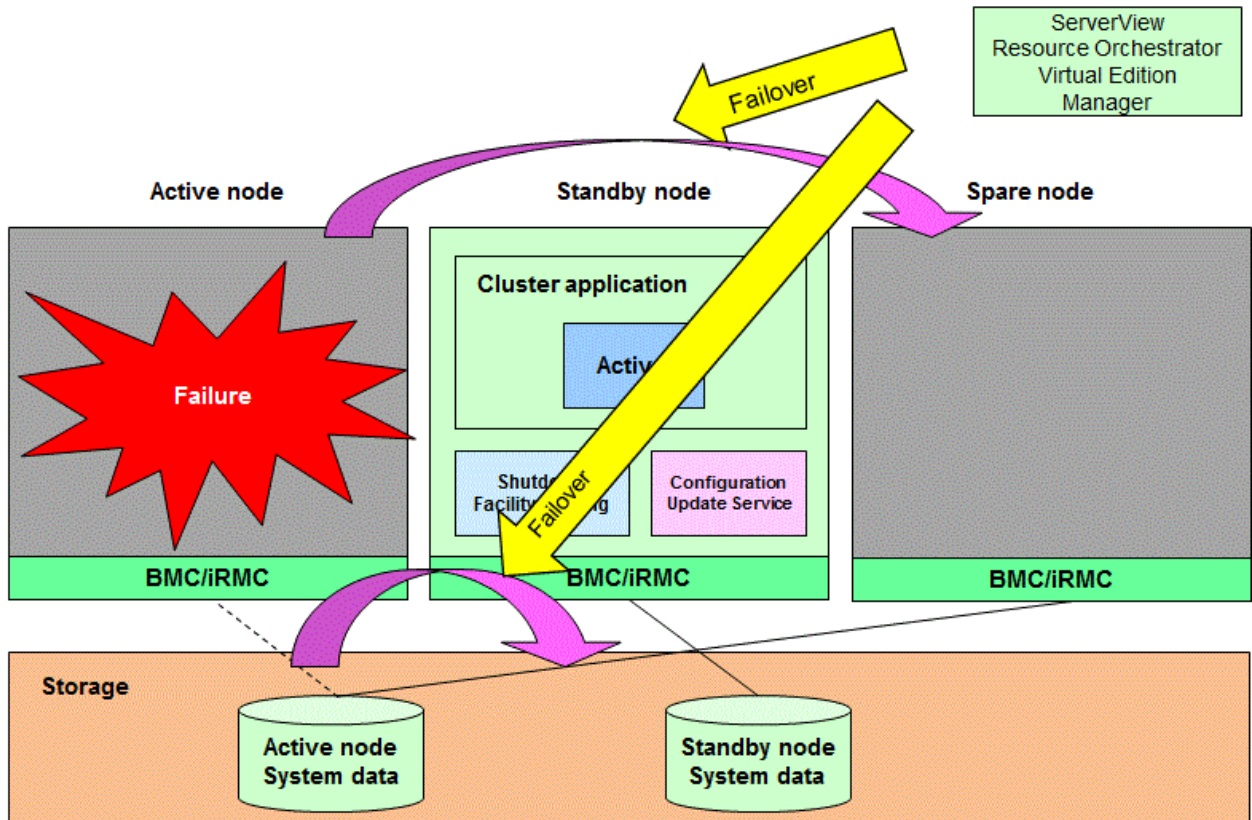 ServerView
Resource Orchestrator
Virtual Edition
Manager
Failover
Active node
Standby node
Spare node
Cluster application
Failure
Facility
Configuration
Update Service
Failover
BMC/iRMC
BMC/iRMC
BMC/iRMC
Storage
Active node
System data
Standby node
System data